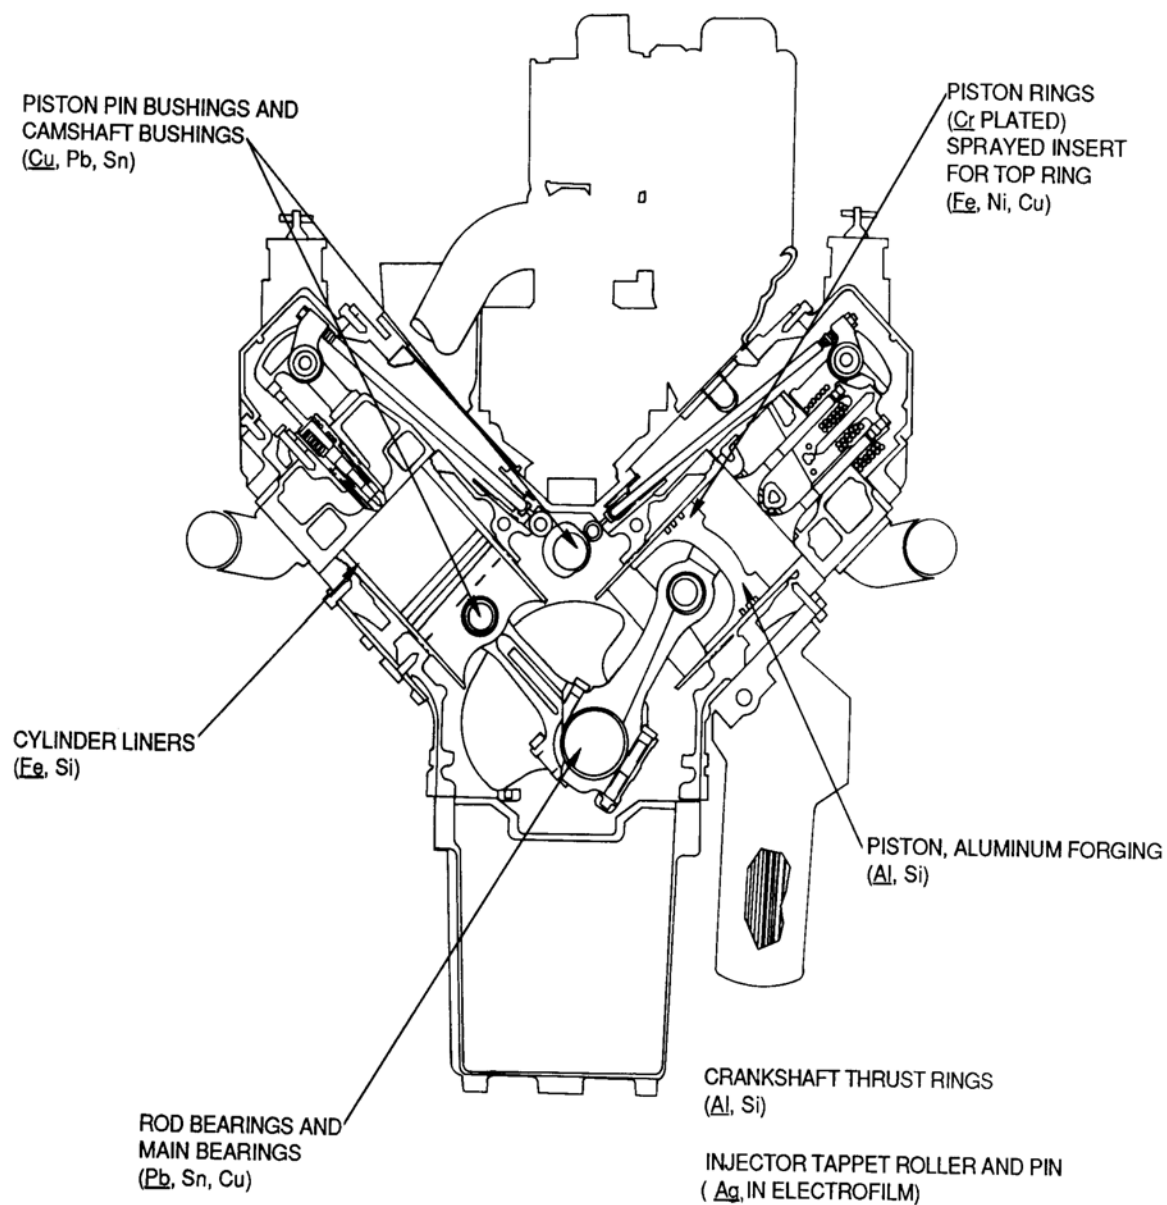 PISTON PIN BUSHINGS AND
CAMSHAFT BUSHINGS
(Cu, Pb, Sn)
PISTON RINGS
(Cr PLATED)
SPRAYED INSERT
FOR TOP RING
(Fe, Ni, Cu)
CYLINDER LINERS
(Fe, Si)
PISTON, ALUMINUM FORGING
(Al, Si)
ROD BEARINGS AND
MAIN BEARINGS
(Pb, Sn, Cu)
CRANKSHAFT THRUST RINGS
(Al, Si)
INJECTOR TAPPET ROLLER AND PIN
( Ag, IN ELECTROFILM)